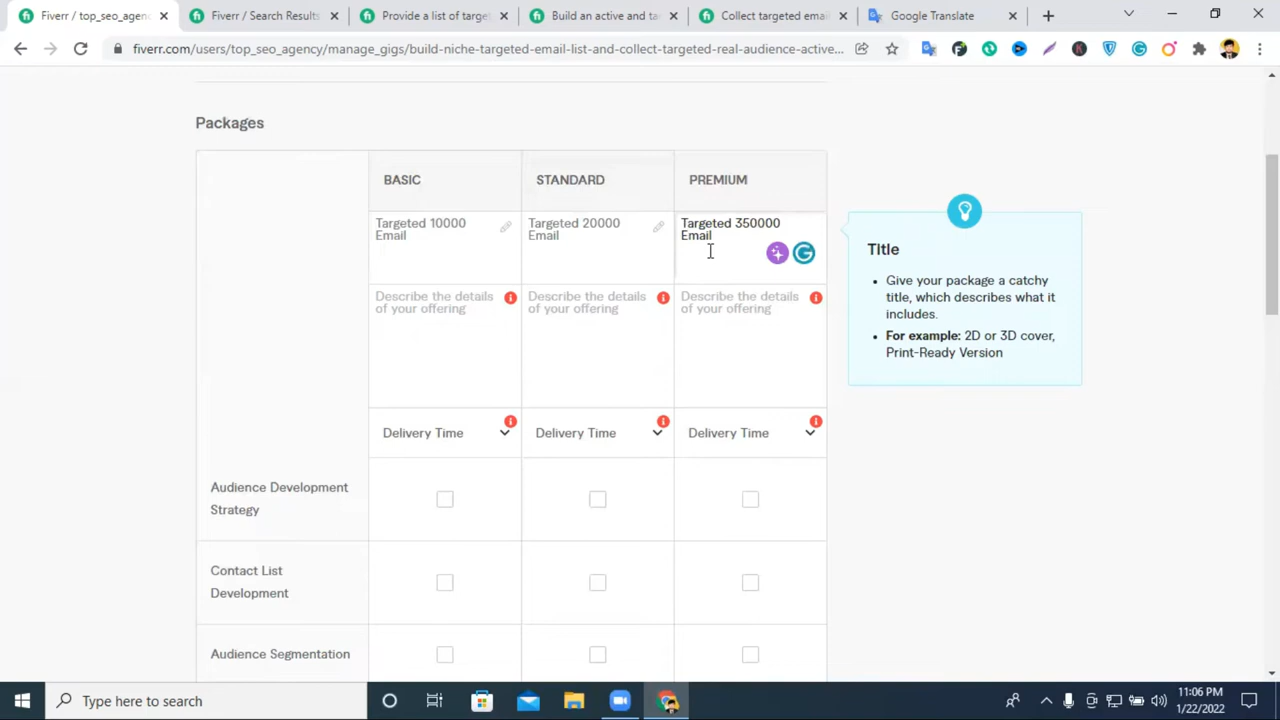 Fiverr / top_seo_agenc
Fiverr / Search Results
Provide a list of targe
Build an active and ta
Collect targeted emai
Google Translate
fiverr.com/users/top_seo_agency/manage_gigs/build-niche-targeted-email-list-and-collect-targeted-real-audience-active...
Packages
BASIC
STANDARD
PREMIUM
Targeted 10000
Email
Targeted 20000
Email
Targeted 350000
Email
Title
Give your package a catchy
title, which describes what it
includes.
For example: 2D or 3D cover,
Print-Ready Version
Describe the details
of your offering
Describe the details
of your offering
Describe the details
of your offering
Delivery Time
Delivery Time
Delivery Time
Audience Development
Strategy
Contact List
Development
Audience Segmentation
Type here to search
11:06 PM
1/22/2022